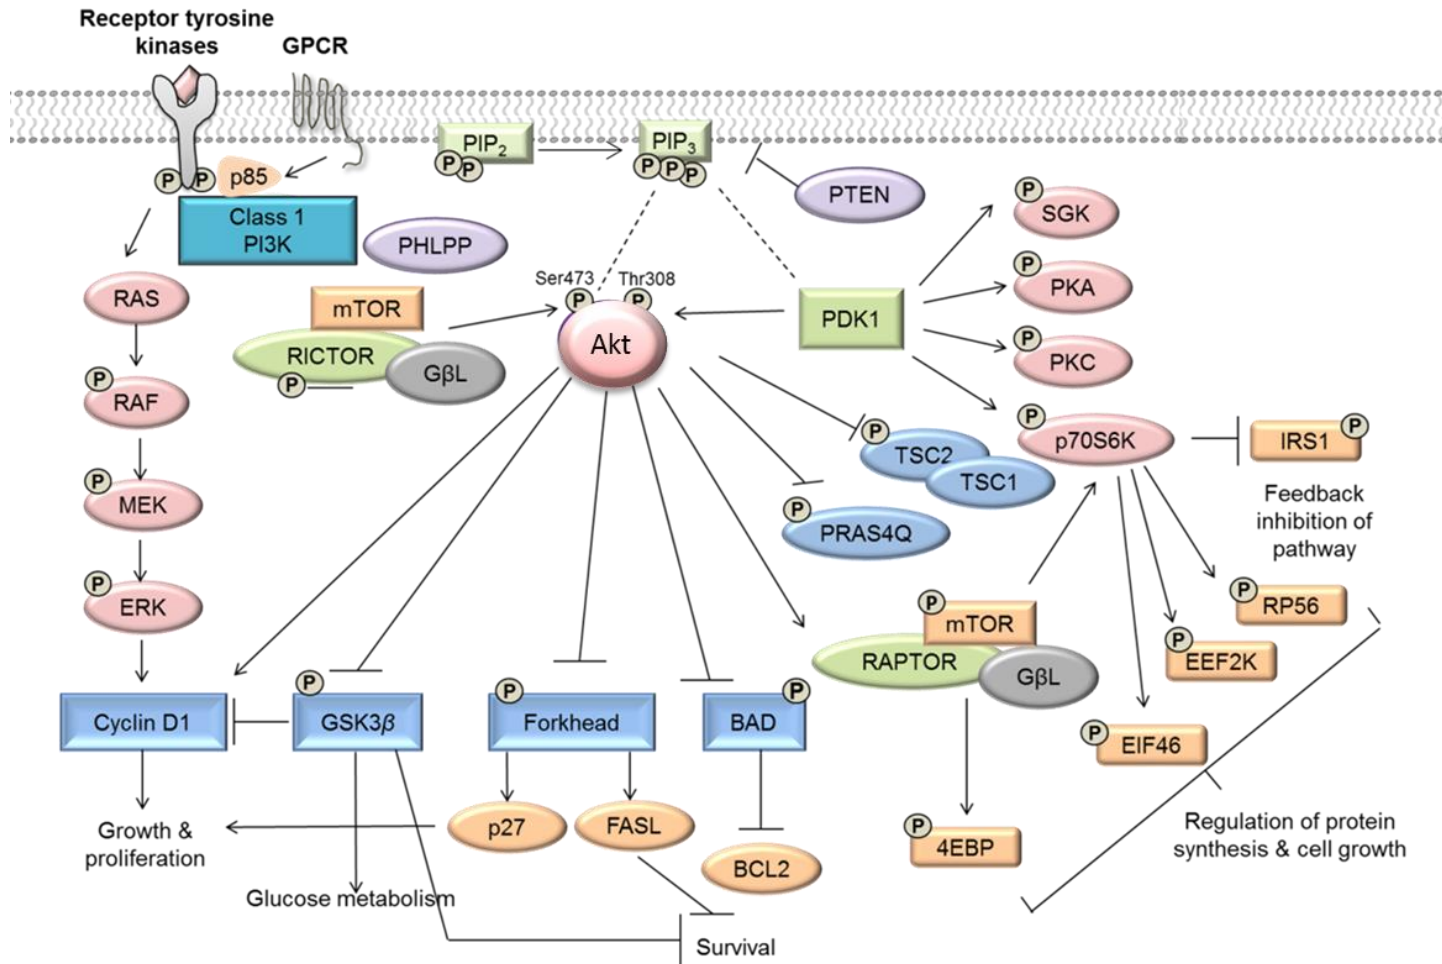 Receptor tyrosine
kinases
GPCR
PIP2
P
P
PIP3
P
P
P
P
P
p85
PTEN
Class 1
PI3K
PHLPP
P
SGK
Ser473
Thr308
P
P
P
PKA
RAS
mTOR
Akt
PDK1
RICTOR
GβL
P
P
PKC
P
RAF
P
p70S6K
P
IRS1
P
TSC2
TSC1
P
MEK
P
PRAS4Q
Feedback
inhibition of
pathway
P
ERK
P
mTOR
RAPTOR
GβL
P
RP56
P
EEF2K
Cyclin D1
P
GSK3β
P
Forkhead
P
BAD
P
EIF46
Growth &
proliferation
p27
FASL
BCL2
P
4EBP
Regulation of protein
synthesis & cell growth
Glucose metabolism
Survival